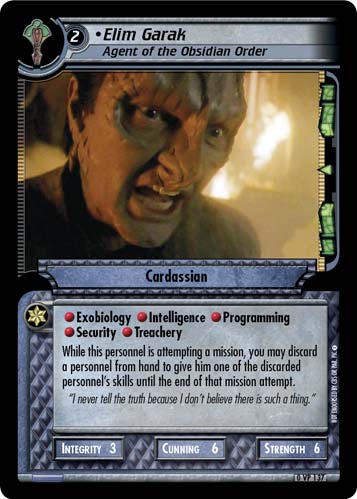 2
•Elim Garak
Agent of the Obsidian Order
Cardassian
Exobiology Intelligence Programming
Security Treachery
While this personnel is attempting a mission, you may discard
a personnel from hand to give him one of the discarded
personnel's skills until the end of that mission attempt.
"I never tell the truth because I don't believe there is such a thing."
INTEGRITY 3 CUNNING 6 STRENGTH 6
0 VP 137